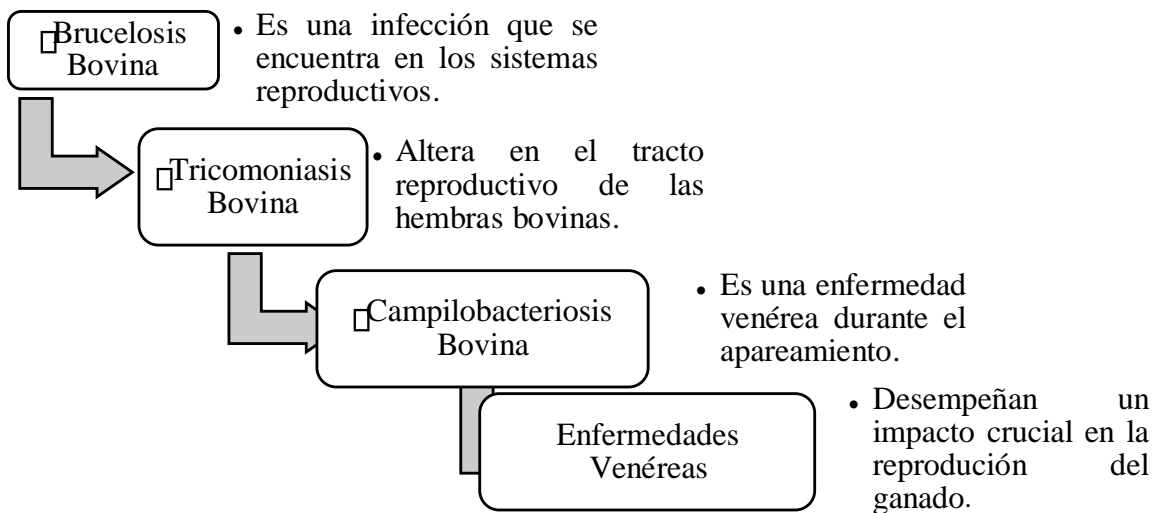 Brucelosis
Bovina
• Es una infección que se
encuentra en los sistemas
reproductivos.
Tricomoniasis
Bovina
• Altera en el tracto
reproductivo de las
hembras bovinas.
Campilobacteriosis
Bovina
• Es una enfermedad
venérea durante el
apareamiento.
Enfermedades
Venéreas
• Desempeñan un
impacto crucial en la
reprodución del
ganado.